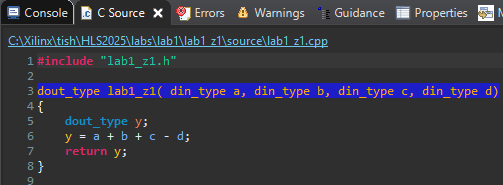 Console C Source Errors Warnings Guidance Properties
C:\Xilinx\tish\HLS2025\labs\lab1\lab1_z1\source\lab1_z1.cpp
1 #include "lab1_z1.h"
2
3 dout_type lab1_z1( din_type a, din_type b, din_type c, din_type d)
4 {
5 dout_type y;
6 y = a + b + c - d;
7 return y;
8 }
9